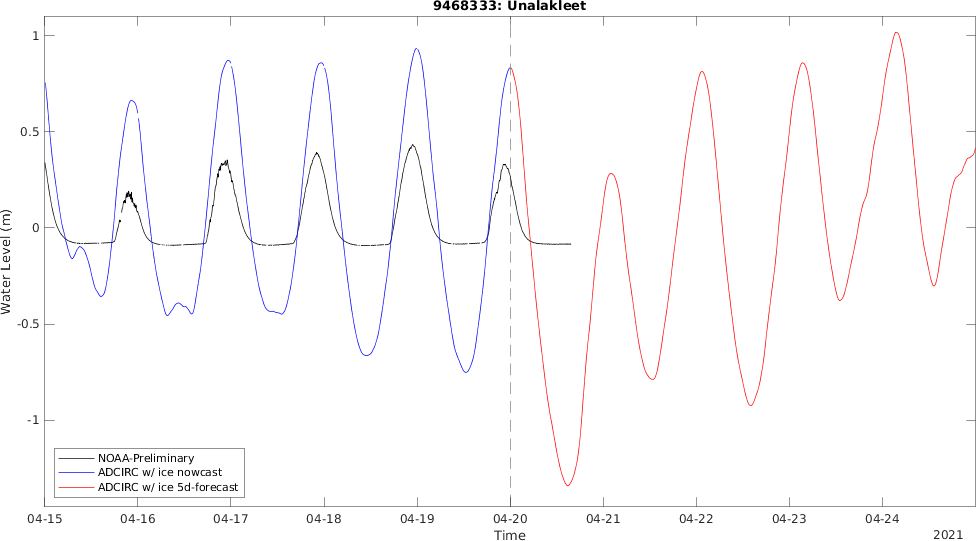 9468333: Unalakleet
1
0.5
0
-0.5
-1
Water Level (m)
NOAA-Preliminary
ADCIRC w/ ice nowcast
ADCIRC w/ ice 5d-forecast
04-15 04-16 04-17 04-18 04-19 04-20 04-21 04-22 04-23 04-24
Time
2021